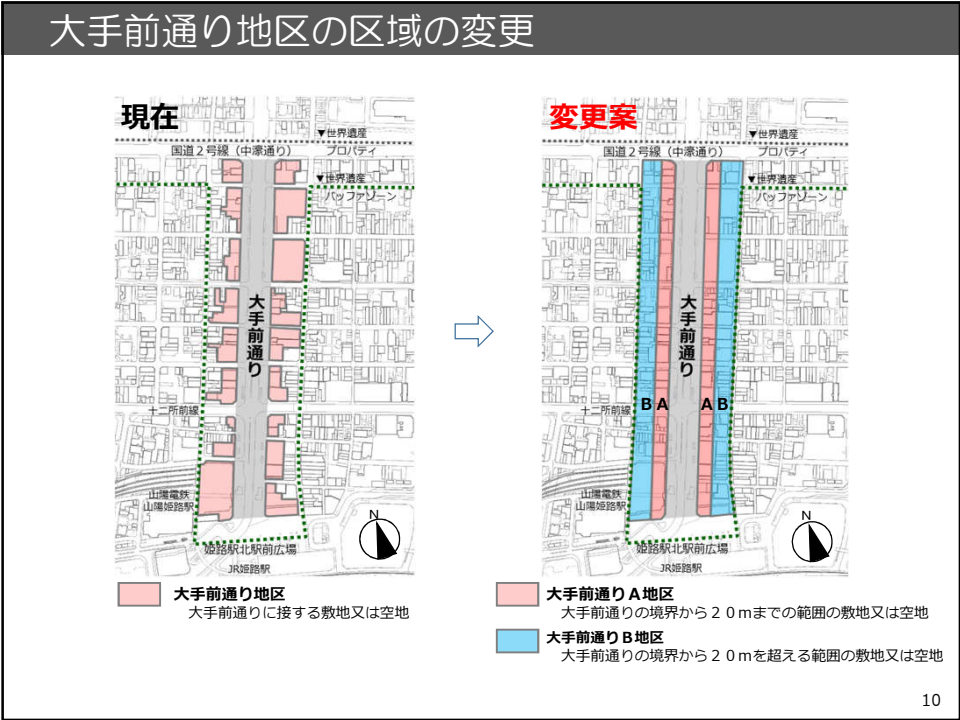 大手前通り地区の区域の変更
現在
▼世界遺産
プロパティ
国道2号線（中濠通り）
▼世界遺産
バッファゾーン
大手前通り
十二所前線
山陽電鉄
山陽姫路駅
姫路駅北駅前広場
JR姫路駅
N
大手前通り地区
大手前通りに接する敷地又は空地
変更案
▼世界遺産
プロパティ
国道2号線（中濠通り）
▼世界遺産
バッファゾーン
大手前通り
B A A B
十二所前線
山陽電鉄
山陽姫路駅
姫路駅北駅前広場
JR姫路駅
N
大手前通りA地区
大手前通りの境界から２０ｍまでの範囲の敷地又は空地
大手前通りB地区
大手前通りの境界から２０ｍを超える範囲の敷地又は空地
10